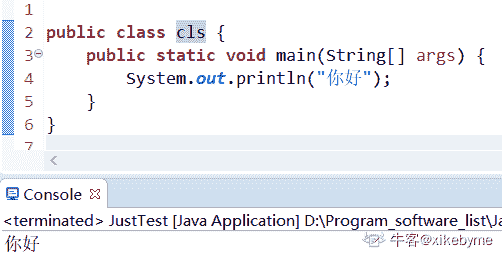 1
2 public class cls {
3 public static void main(String[] args) {
4 System.out.println("你好");
5 }
6 }
7
Console
<terminated> JustTest [Java Application] D:\Program_software_list\Ja
你好
牛客@xikebyme